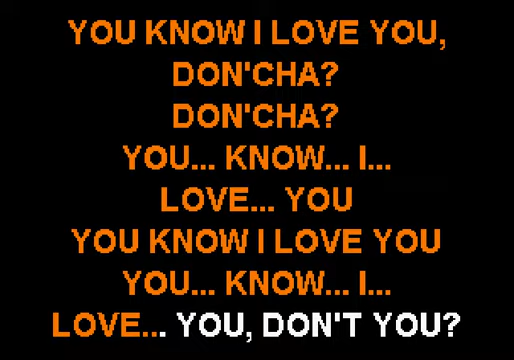 YOU KNOW I LOVE YOU,
DON'CHA?
DON'CHA?
YOU... KNOW... I...
LOVE... YOU
YOU KNOW I LOVE YOU
YOU... KNOW... I...
LOVE... YOU, DON'T YOU?